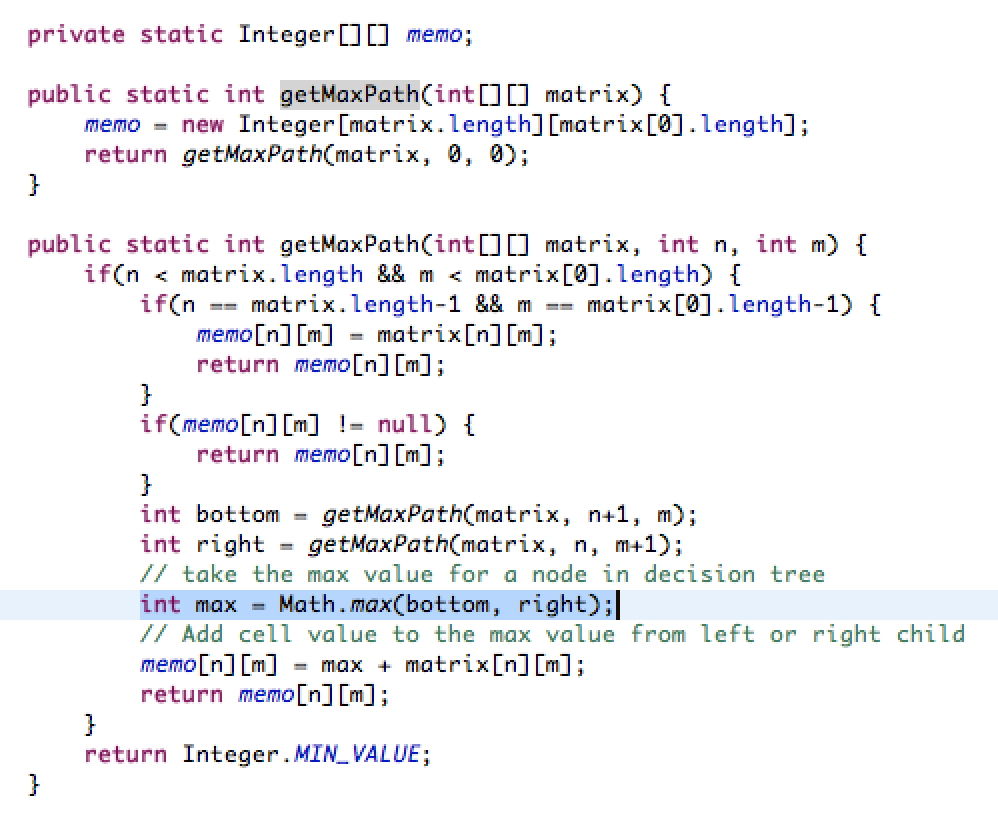 private static Integer[][] memo;
public static int getMaxPath(int[][] matrix) {
memo = new Integer[matrix.length][matrix[0].length];
return getMaxPath(matrix, 0, 0);
}
public static int getMaxPath(int[][] matrix, int n, int m) {
if(n < matrix.length && m < matrix[0].length) {
if(n == matrix.length-1 && m == matrix[0].length-1) {
memo[n][m] = matrix[n][m];
return memo[n][m];
}
if(memo[n][m] != null) {
return memo[n][m];
}
int bottom = getMaxPath(matrix, n+1, m);
int right = getMaxPath(matrix, n, m+1);
// take the max value for a node in decision tree
int max = Math.max(bottom, right);
// Add cell value to the max value from left or right child
memo[n][m] = max + matrix[n][m];
return memo[n][m];
}
return Integer.MIN_VALUE;
}